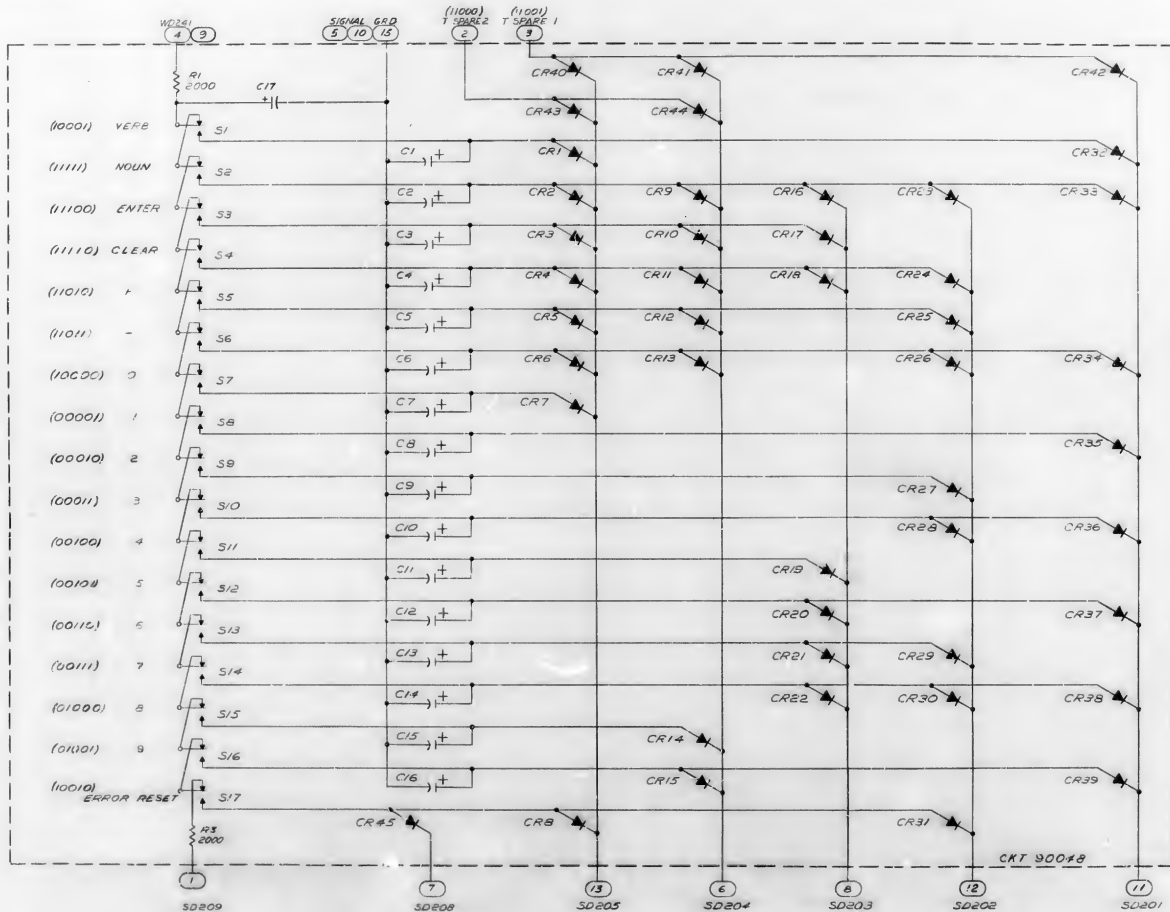 (11000) (11001)
WD241 SIGNAL GRD T SPARE2 T SPARE 1
4 9 5 10 15 2 3
R1
2000
C17
CR40 CR41 CR42
CR43 CR44
(10001) VERB S1
C1 CR1 CR32
(11111) NOUN S2
C2 CR2 CR9 CR16 CR23 CR33
(11100) ENTER S3
C3 CR3 CR10 CR17
(11110) CLEAR S4
C4 CR4 CR11 CR18 CR24
(11010) + S5
C5 CR5 CR12 CR25
(11011) - S6
C6 CR6 CR13 CR26 CR34
(10000) 0 S7
C7 CR7
(00001) 1 S8
C8 CR35
(00010) 2 S9
C9 CR27
(00011) 3 S10
C10 CR28 CR36
(00100) 4 S11
C11 CR19
(00101) 5 S12
C12 CR20 CR37
(00110) 6 S13
C13 CR21 CR29
(00111) 7 S14
C14 CR22 CR30 CR38
(01000) 8 S15
C15 CR14
(01001) 9 S16
C16 CR15 CR39
(10010)
ERROR RESET S17
CR45 CR8 CR31
R3
2000
CKT 90048
1 7 13 6 8 12 11
SD209 SD208 SD205 SD204 SD203 SD202 SD201